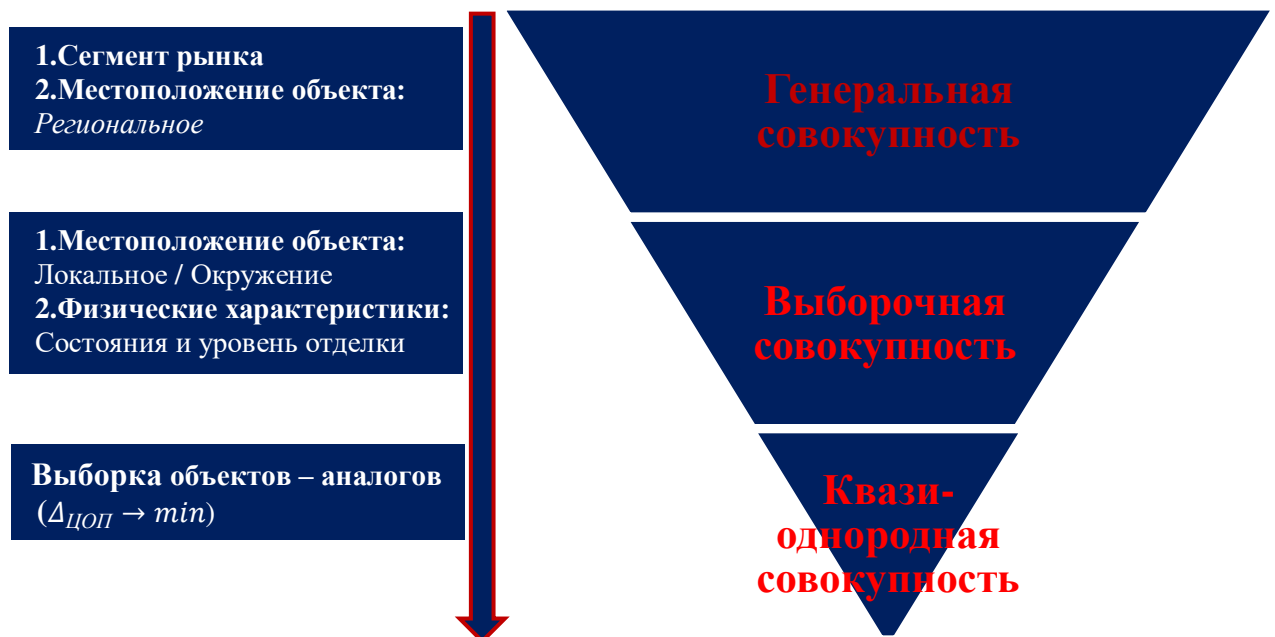 1.Сегмент рынка
2.Местоположение объекта:
Региональное
Генеральная
совокупность
1.Местоположение объекта:
Локальное / Окружение
2.Физические характеристики:
Состояния и уровень отделки
Выборочная
совокупность
Выборка объектов – аналогов
(Δ_ЦОП → min)
Квази-
однородная
совокупность